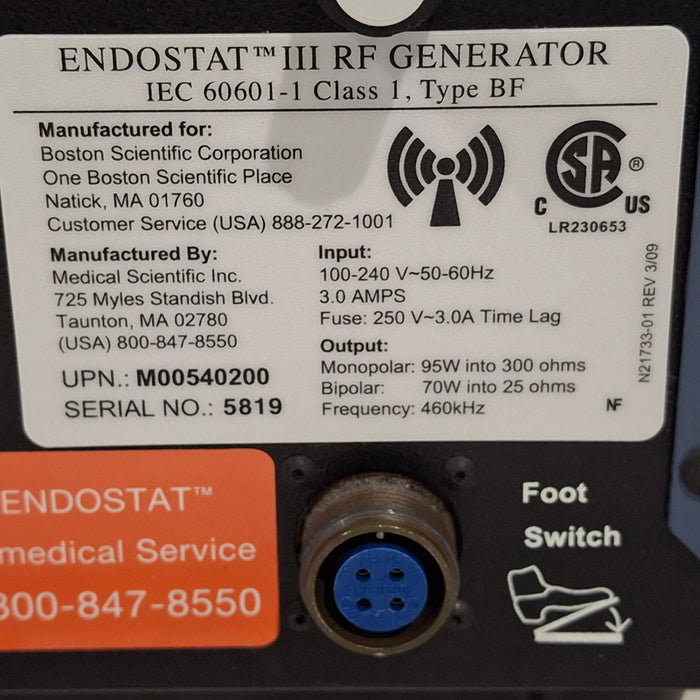 ENDOSTAT™ III RF GENERATOR
IEC 60601-1 Class 1, Type BF
Manufactured for:
Boston Scientific Corporation
One Boston Scientific Place
Natick, MA 01760
Customer Service (USA) 888-272-1001
SA ®
C US
LR230653
Manufactured By:
Medical Scientific Inc.
725 Myles Standish Blvd.
Taunton, MA 02780
(USA) 800-847-8550
UPN.: M00540200
SERIAL NO.: 5819
Input:
100-240 V~50-60Hz
3.0 AMPS
Fuse: 250 V~3.0A Time Lag
Output:
Monopolar: 95W into 300 ohms
Bipolar: 70W into 25 ohms
Frequency: 460kHz
NF
N21733-01 REV 3/09
ENDOSTAT™
medical Service
800-847-8550
Foot
Switch